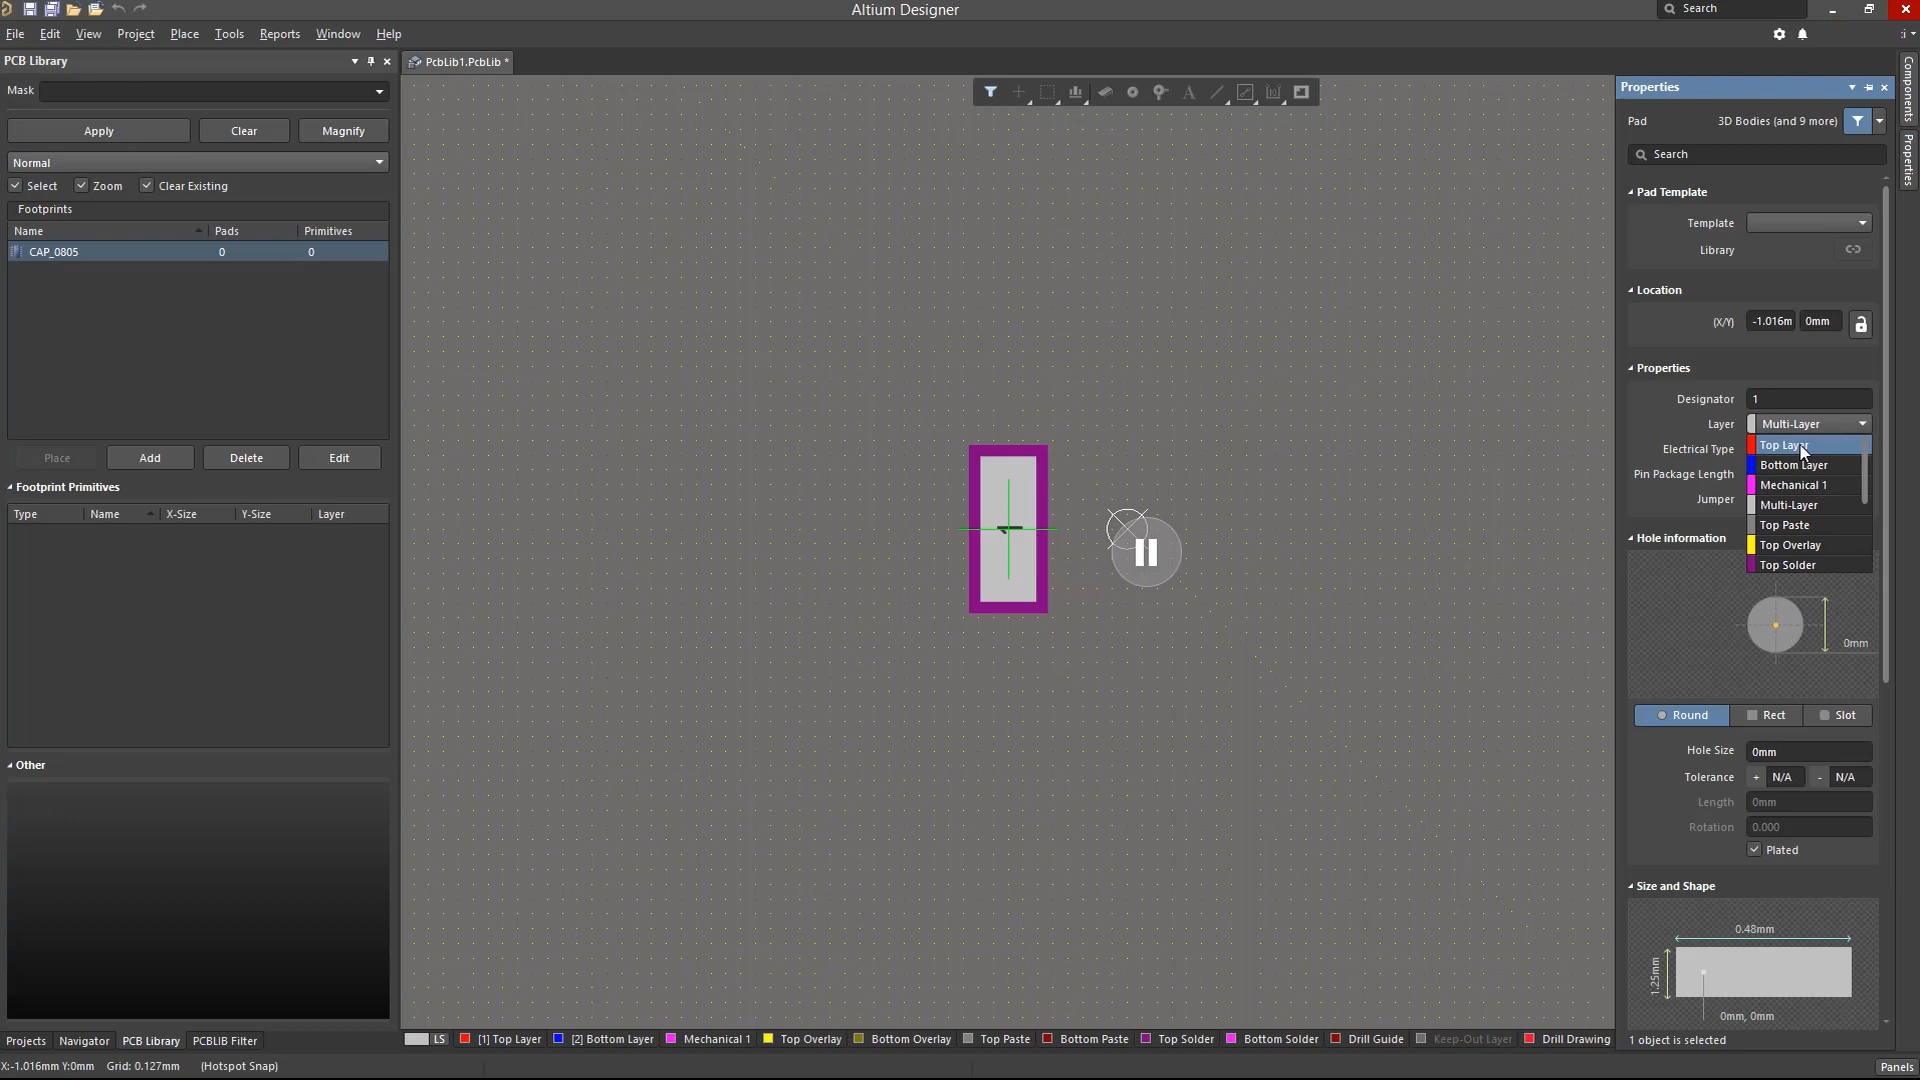 Altium Designer
Search
File Edit View Project Place Tools Reports Window Help
PCB Library
PcbLib1.PcbLib *
Mask
Apply Clear Magnify
Normal
Select Zoom Clear Existing
Footprints
Name Pads Primitives
CAP_0805 0 0
Place Add Delete Edit
Footprint Primitives
Type Name X-Size Y-Size Layer
Other
Projects Navigator PCB Library PCBLIB Filter
X:-1.016mm Y:0mm Grid: 0.127mm (Hotspot Snap)
LS [1] Top Layer [2] Bottom Layer Mechanical 1 Top Overlay Bottom Overlay Top Paste Bottom Paste Top Solder Bottom Solder Drill Guide Keep-Out Layer Drill Drawing
Properties
Pad 3D Bodies (and 9 more)
Search
Pad Template
Template
Library
Location
(X/Y) -1.016m 0mm
Properties
Designator 1
Layer Multi-Layer
Top Layer
Electrical Type
Bottom Layer
Pin Package Length
Mechanical 1
Jumper
Multi-Layer
Top Paste
Hole information
Top Overlay
Top Solder
0mm
Round Rect Slot
Hole Size 0mm
Tolerance + N/A - N/A
Length 0mm
Rotation 0.000
Plated
Size and Shape
0.48mm
1.25mm
0mm, 0mm
1 object is selected
Panels
Components
Properties